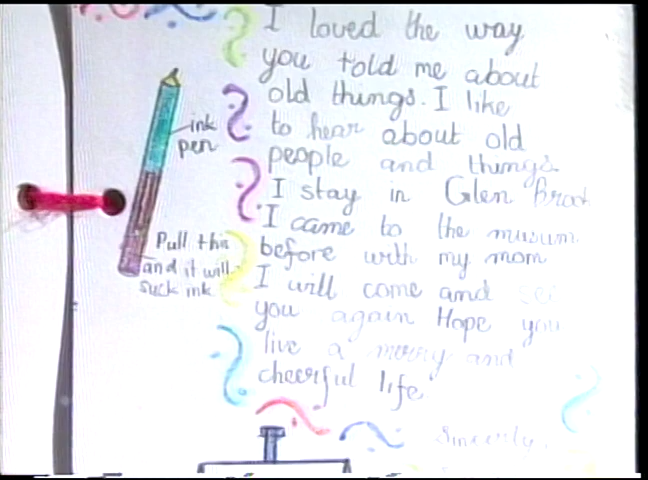 I loved the way
you told me about
old things. I like
to hear about old
people and things.
I stay in Glen Brook
I came to the musum
before with my mom
I will come and see
you again Hope you
live a merry and
cheerful life
Sincerly.
ink
pen
Pull this
and it will
suck ink